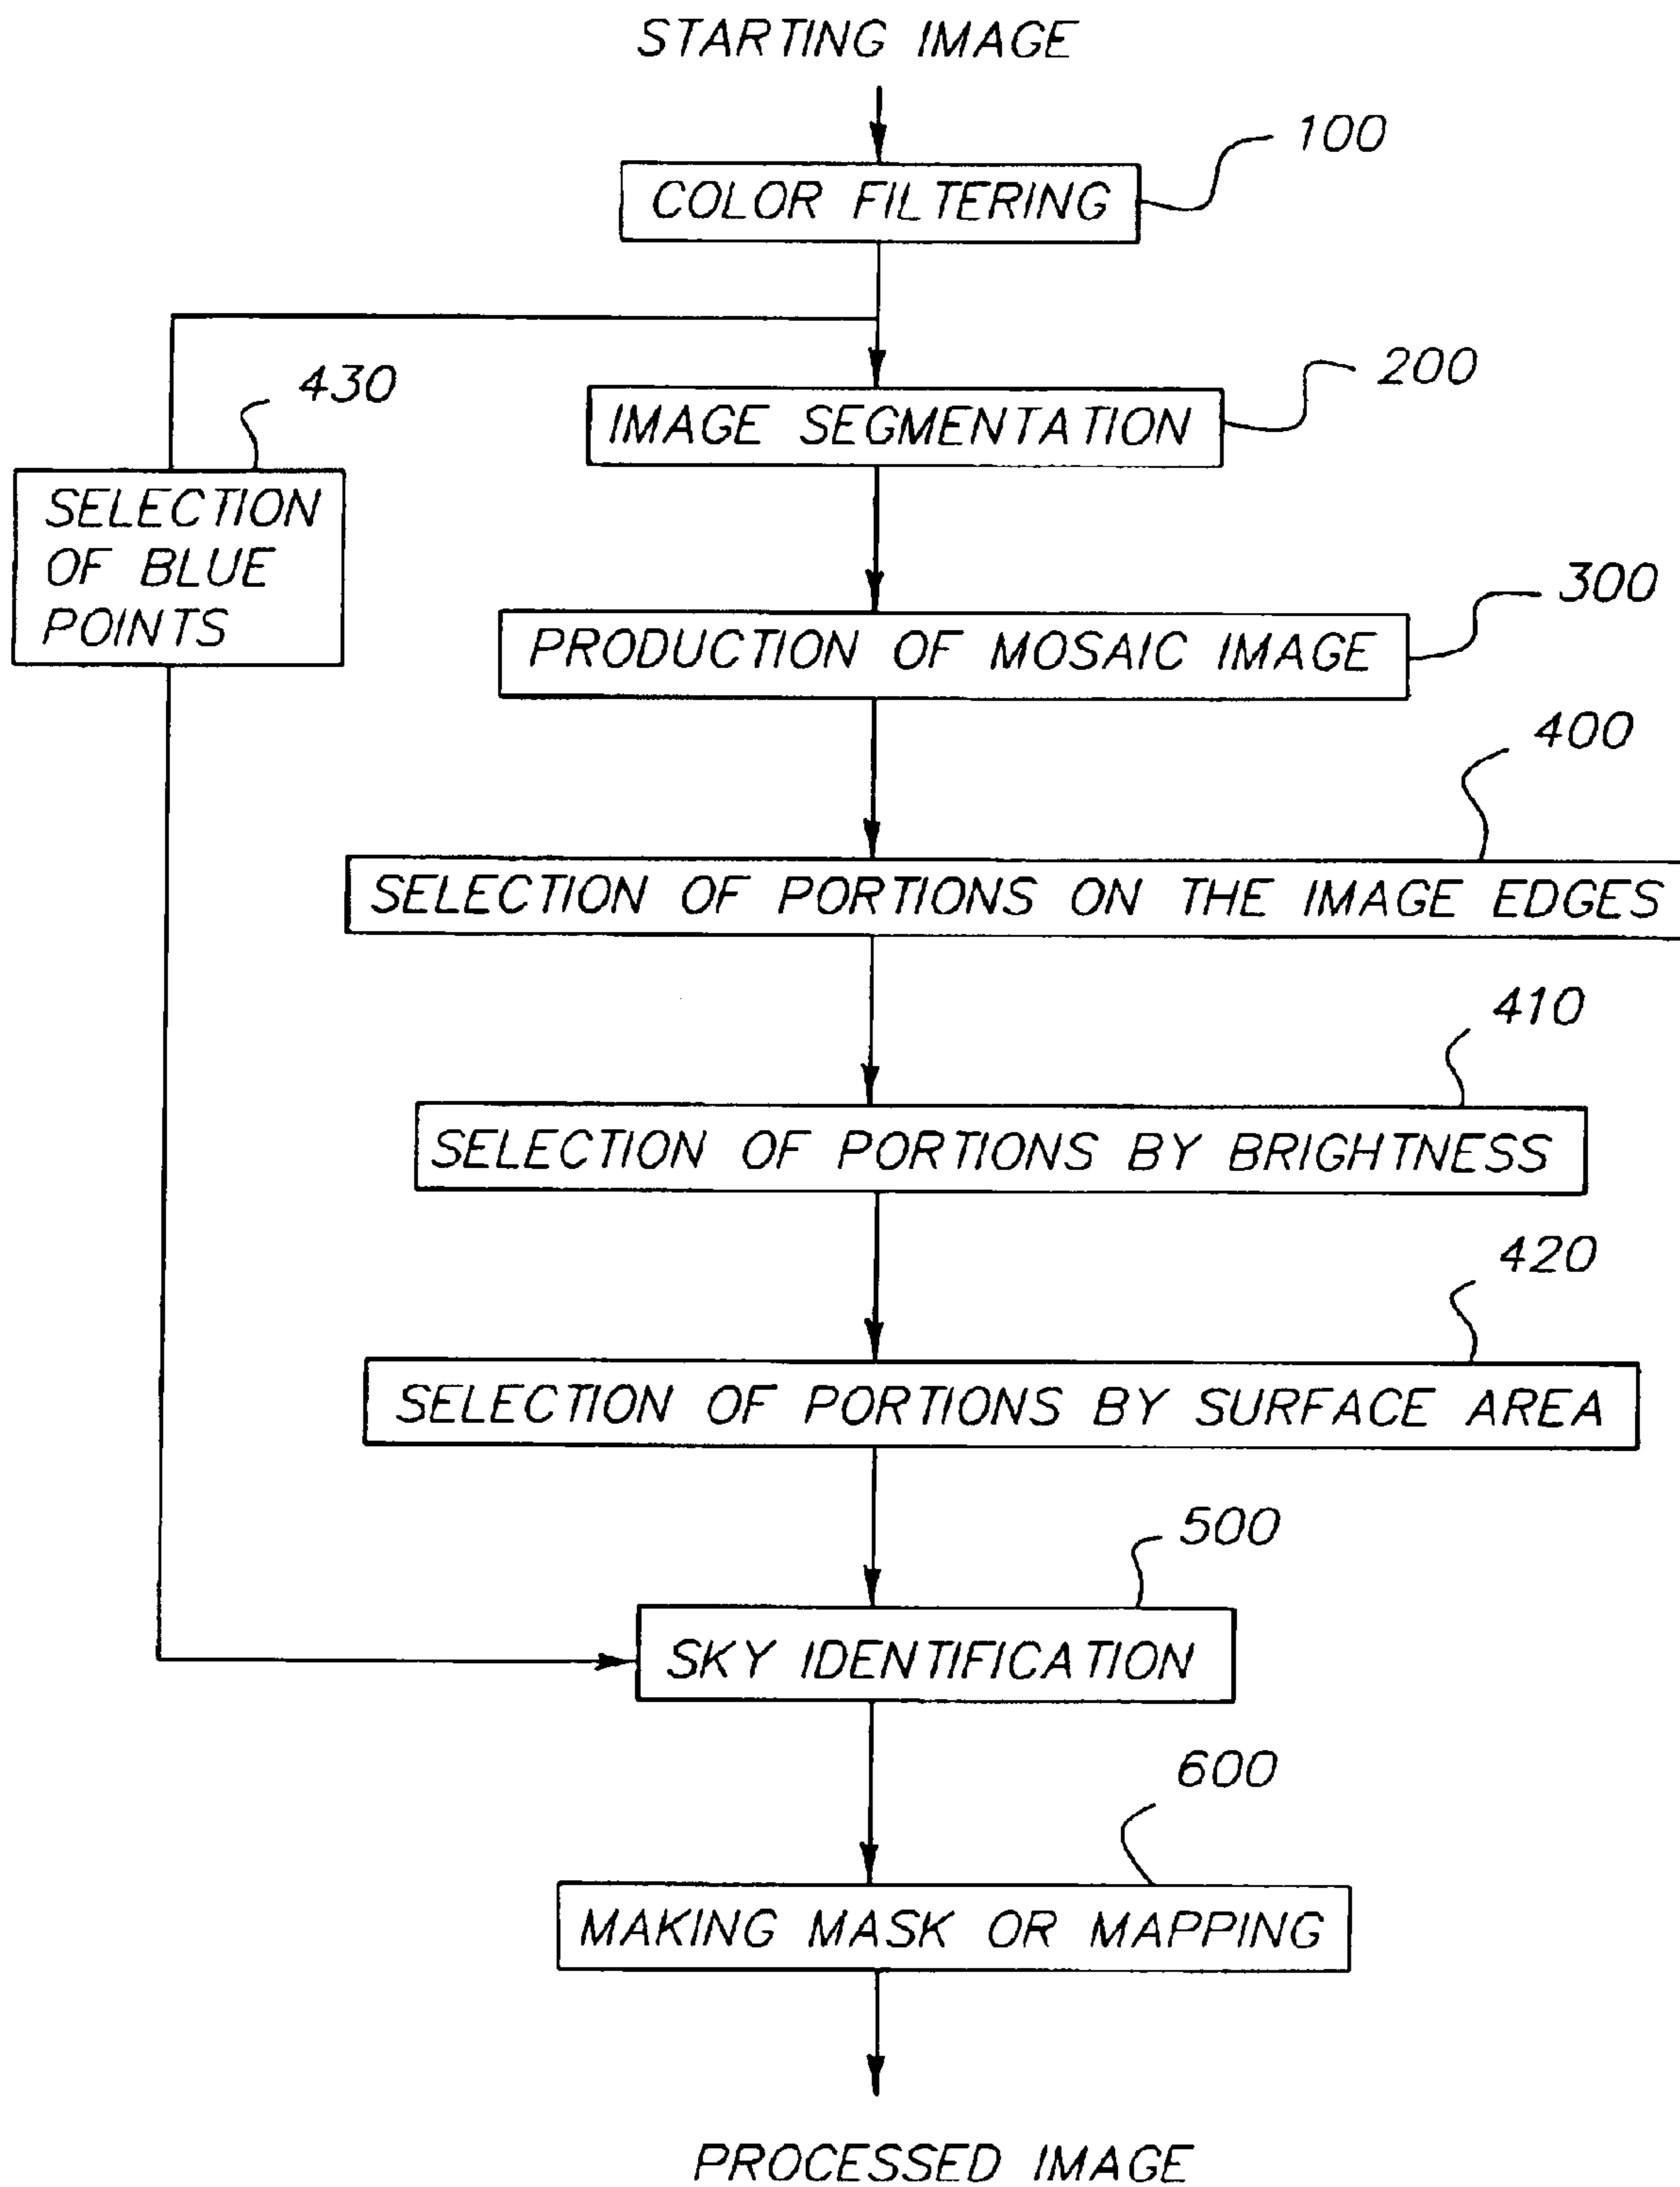 STARTING IMAGE
100
COLOR FILTERING
200
IMAGE SEGMENTATION
430
SELECTION
OF BLUE
POINTS
300
PRODUCTION OF MOSAIC IMAGE
400
SELECTION OF PORTIONS ON THE IMAGE EDGES
410
SELECTION OF PORTIONS BY BRIGHTNESS
420
SELECTION OF PORTIONS BY SURFACE AREA
500
SKY IDENTIFICATION
600
MAKING MASK OR MAPPING
PROCESSED IMAGE